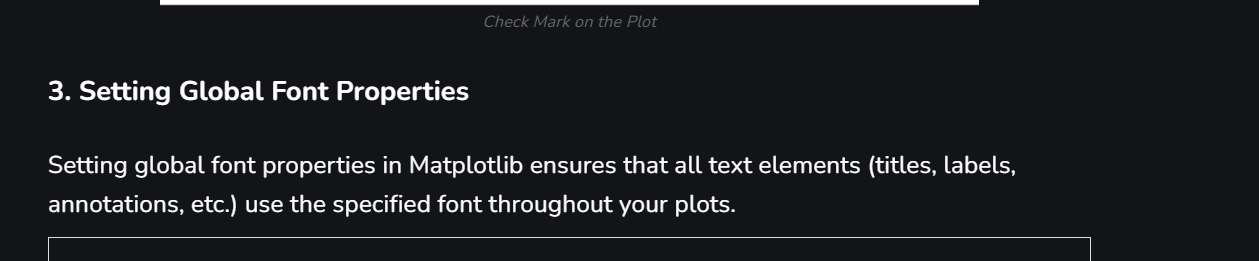 Check Mark on the Plot
3. Setting Global Font Properties
Setting global font properties in Matplotlib ensures that all text elements (titles, labels,
annotations, etc.) use the specified font throughout your plots.